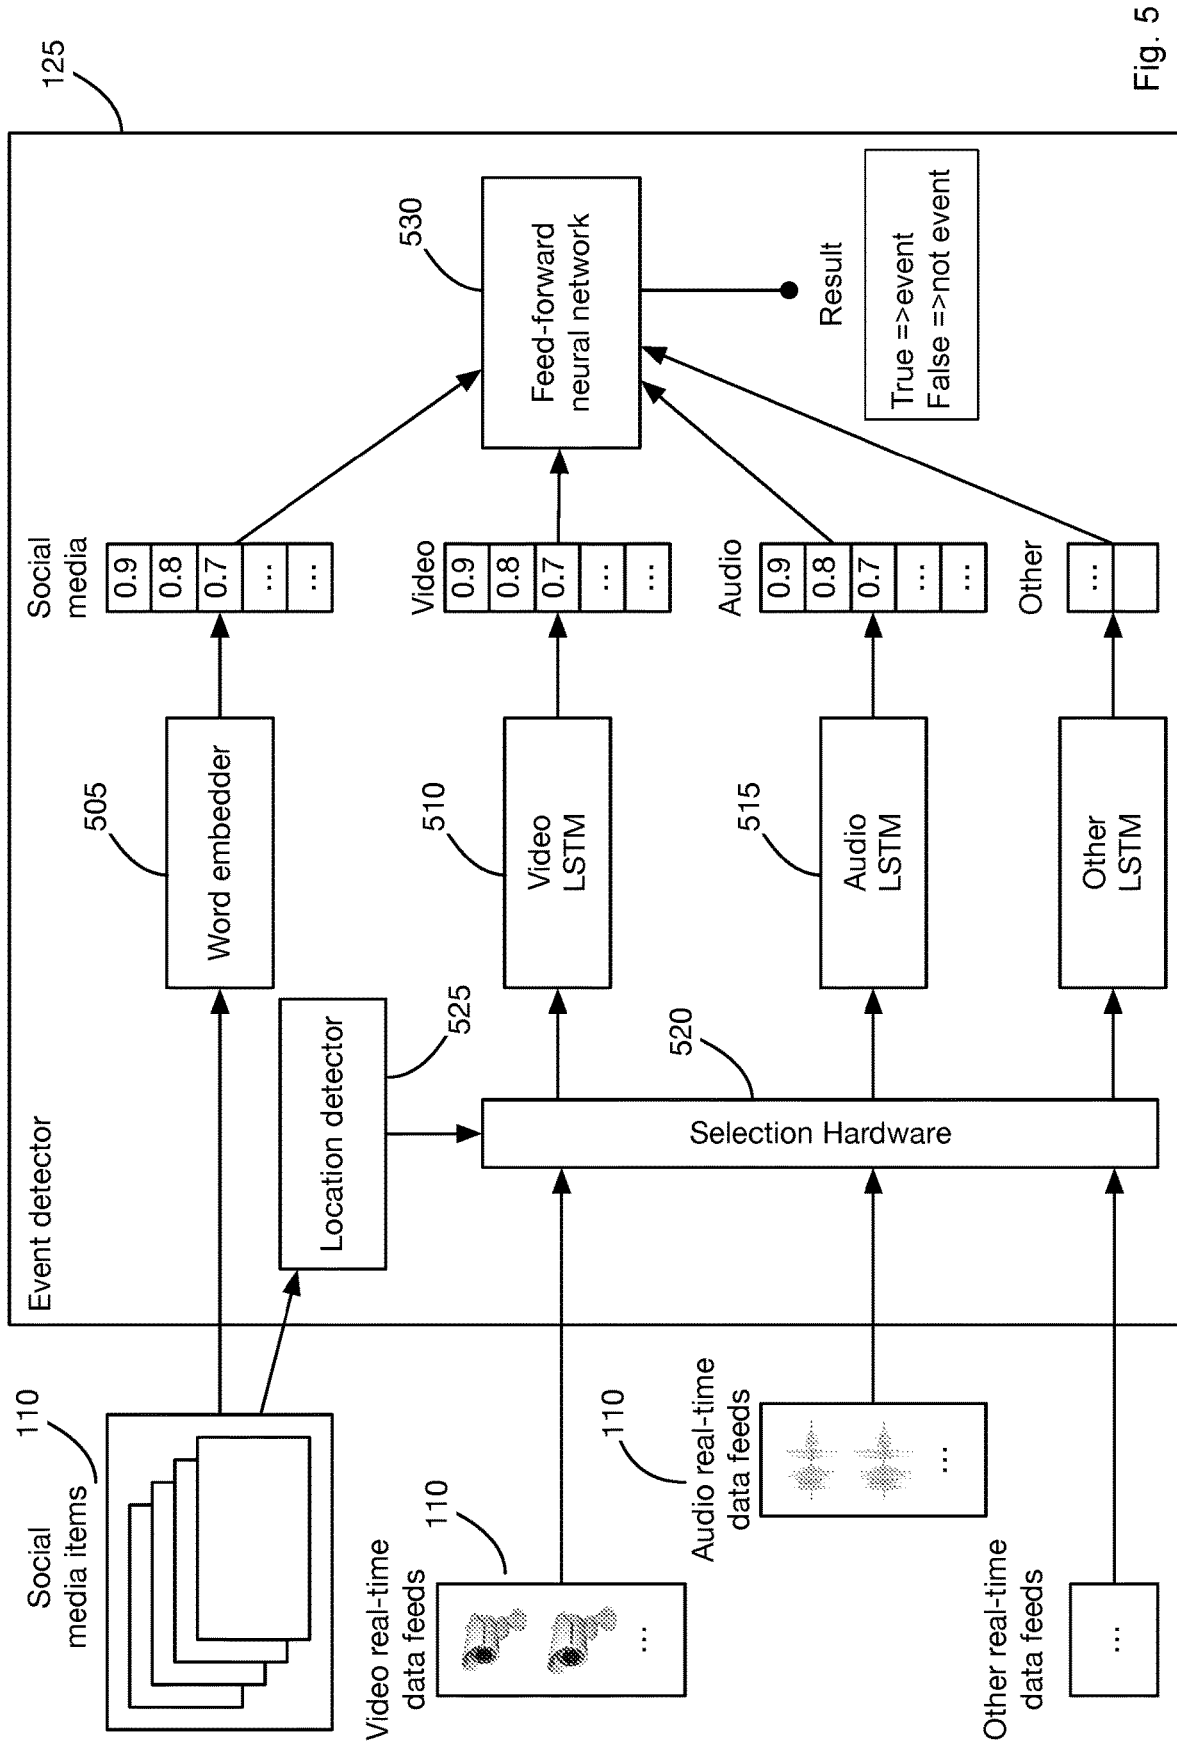 125
Event detector
Social
media items
110
505
Word embedder
Social
media
0.9
0.8
0.7
...
...
Location detector
525
Video real-time
data feeds
110
...
510
Video
LSTM
Video
0.9
0.8
0.7
...
...
530
Feed-forward
neural network
Result
True =>event
False =>not event
520
Selection Hardware
Audio real-time
data feeds
110
...
515
Audio
LSTM
Audio
0.9
0.8
0.7
...
...
Other real-time
data feeds
...
Other
LSTM
Other
...
Fig. 5